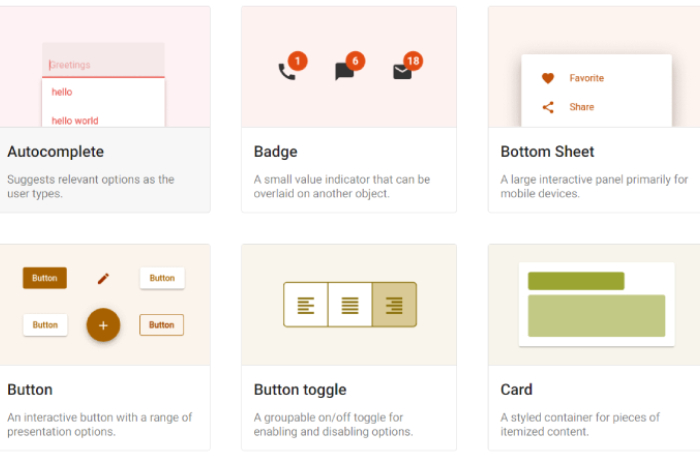 Greetings
hello
hello world
Autocomplete
Suggests relevant options as the
user types.
1
6
18
Badge
A small value indicator that can be
overlaid on another object.
Favorite
Share
Bottom Sheet
A large interactive panel primarily for
mobile devices.
Button
Button
Button
+
Button
Button
An interactive button with a range of
presentation options.
Button toggle
A groupable on/off toggle for
enabling and disabling options.
Card
A styled container for pieces of
itemized content.